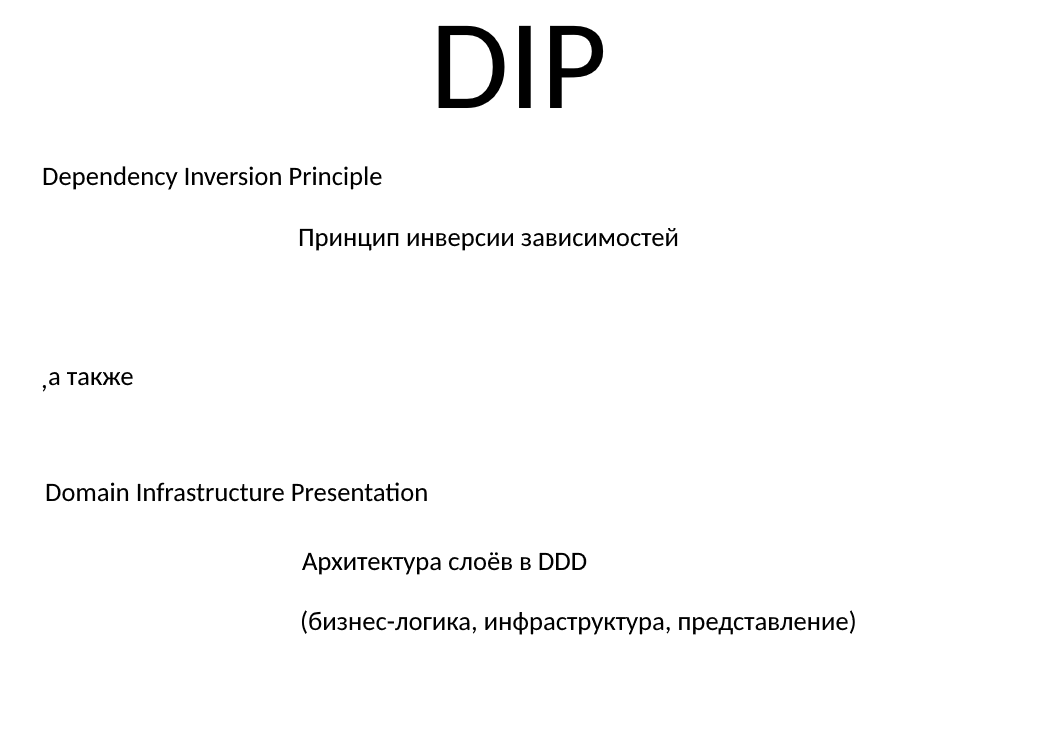 DIP
Dependency Inversion Principle
Принцип инверсии зависимостей
,а также
Domain Infrastructure Presentation
Архитектура слоёв в DDD
(бизнес-логика, инфраструктура, представление)